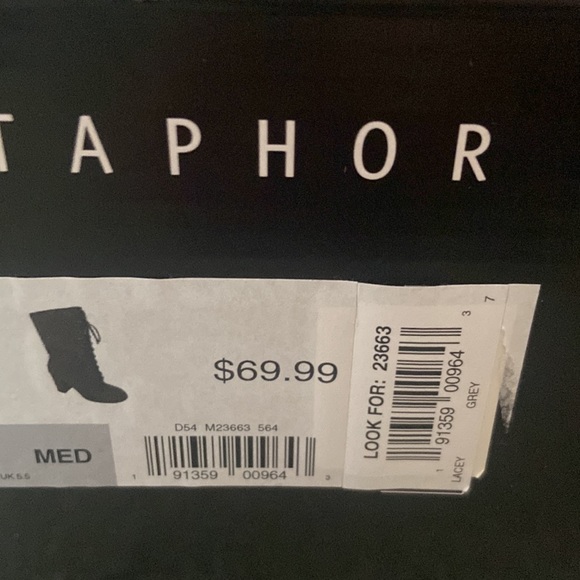 TAPHOR
$69.99
D54 M23663 564
MED
UK 5.5
1 91359 00964 3
LOOK FOR: 23663
1 91359 00964 3
7
LACEY GREY